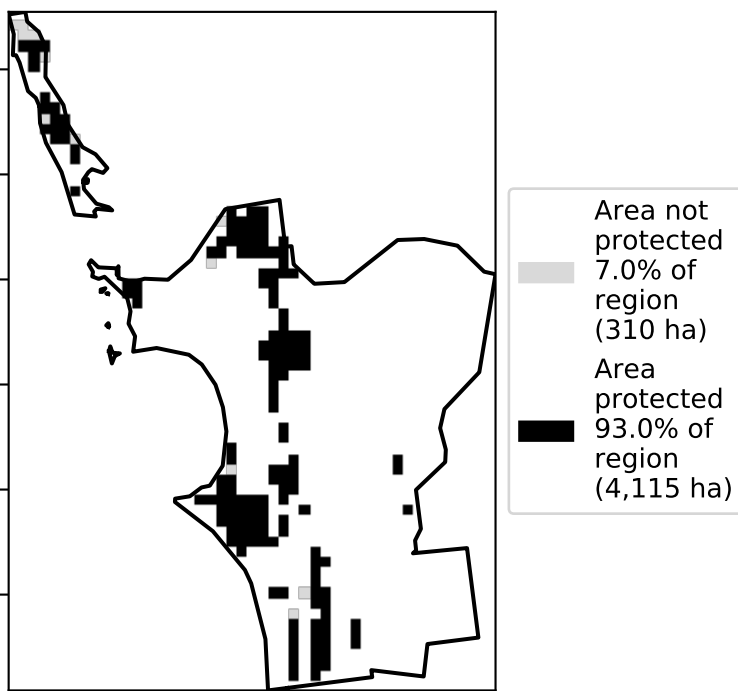 Area not
protected
7.0% of
region
(310 ha)
Area
protected
93.0% of
region
(4,115 ha)